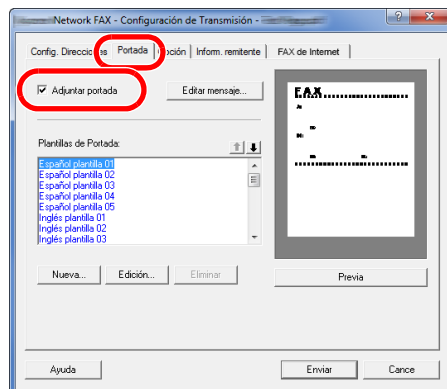 Network FAX - Configuración de Transmisión -
Config. Direcciones Portada Opción Inform. remitente FAX de Internet
Adjuntar portada
Editar mensaje...
Plantillas de Portada:
Español plantilla 01
Español plantilla 02
Español plantilla 03
Español plantilla 04
Español plantilla 05
Inglés plantilla 01
Inglés plantilla 02
Inglés plantilla 03
Nueva... Edición... Eliminar
FAX
Previa
Ayuda Enviar Cance